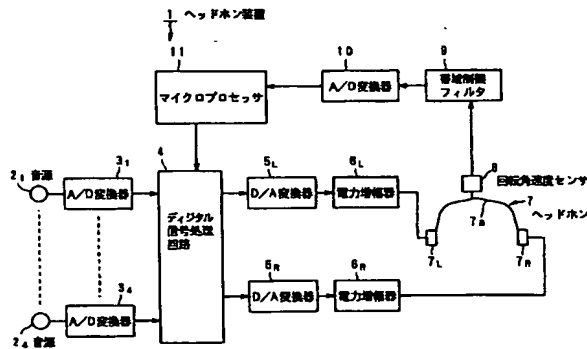 1 ヘッドホン装置
11
マイクロプロセッサ
10
A/D変換器
9
帯域制限
フィルタ
8
回転角速度センサ
7
ヘッドホン
7a
7L
7R
2₁ 音源
3₁
A/D変換器
4
ディジタル
信号処理
回路
5L
D/A変換器
6L
電力増幅器
5R
D/A変換器
6R
電力増幅器
3₄
A/D変換器
2₄ 音源